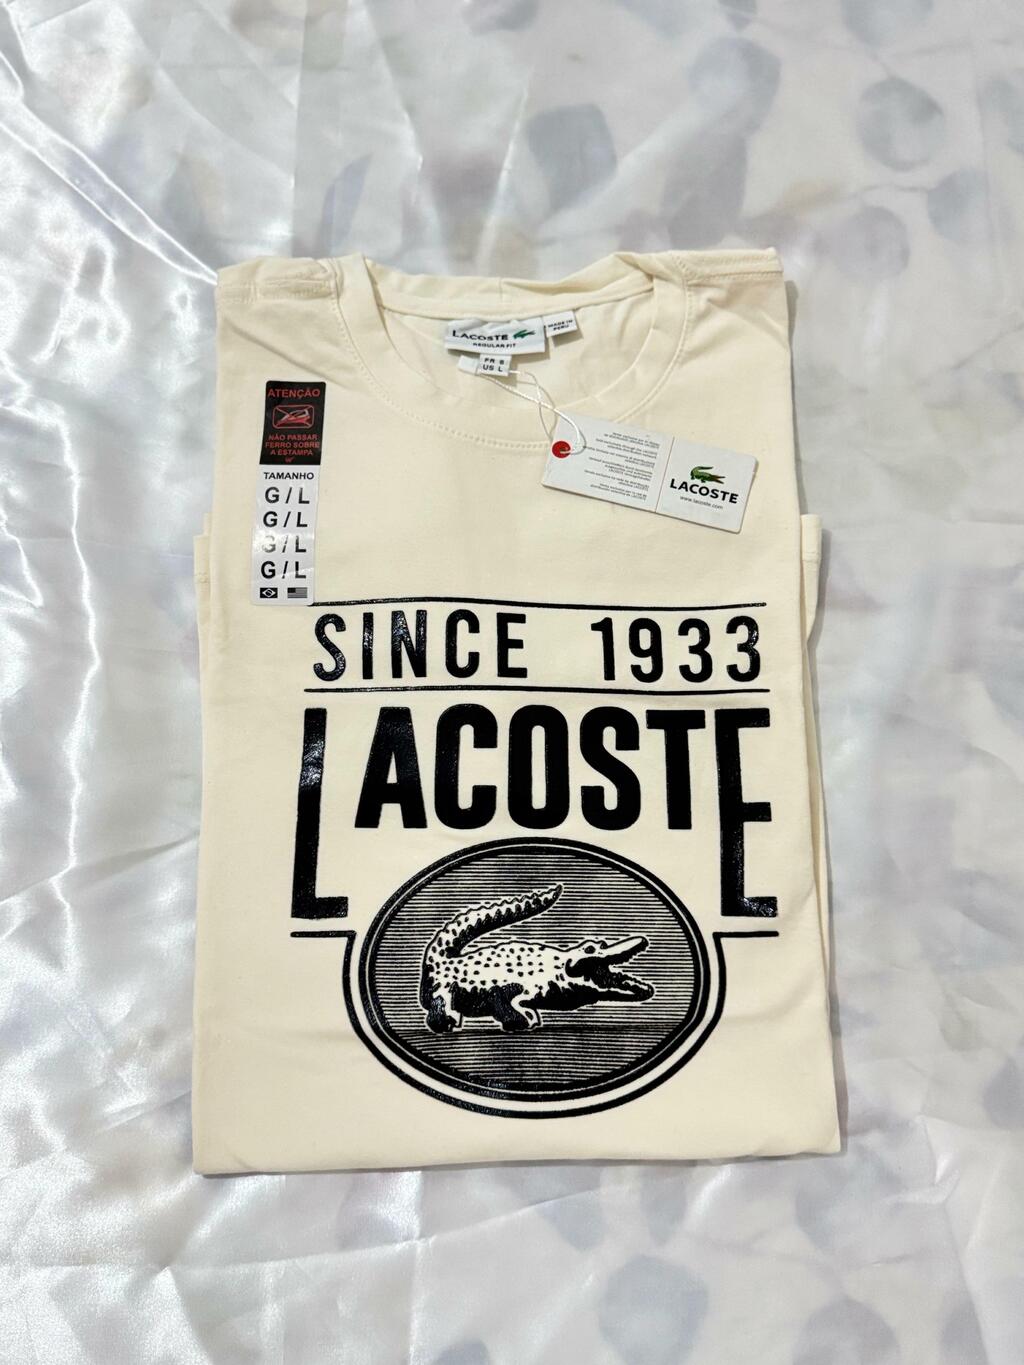 LACOSTE
REGULAR FIT
MADE IN
PERU
FR 6
US L
ATENÇÃO
NÃO PASSAR
FERRO SOBRE
A ESTAMPA
TAMANHO
G / L
G / L
G / L
G / L
LACOSTE
www.lacoste.com
SINCE 1933
LACOSTE